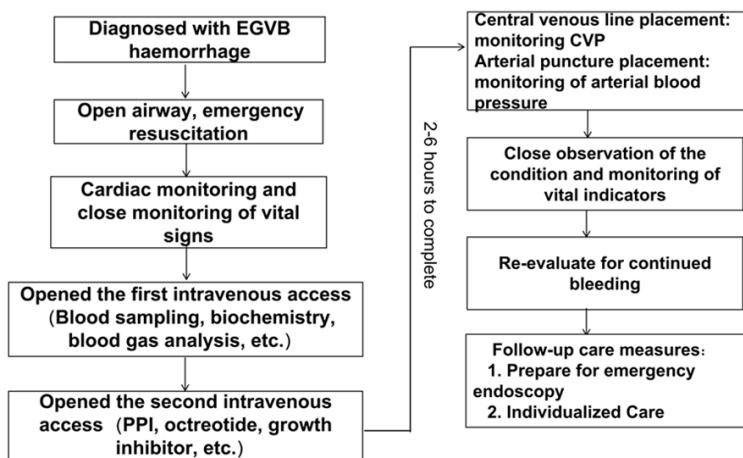 Diagnosed with EGVB
haemorrhage
Open airway, emergency
resuscitation
Cardiac monitoring and
close monitoring of vital
signs
Opened the first intravenous access
（Blood sampling, biochemistry,
blood gas analysis, etc.）
Opened the second intravenous
access（PPI, octreotide, growth
inhibitor, etc.）
2-6 hours to complete
Central venous line placement:
monitoring CVP
Arterial puncture placement:
monitoring of arterial blood
pressure
Close observation of the
condition and monitoring of
vital indicators
Re-evaluate for continued
bleeding
Follow-up care measures：
1. Prepare for emergency
endoscopy
2. Individualized Care